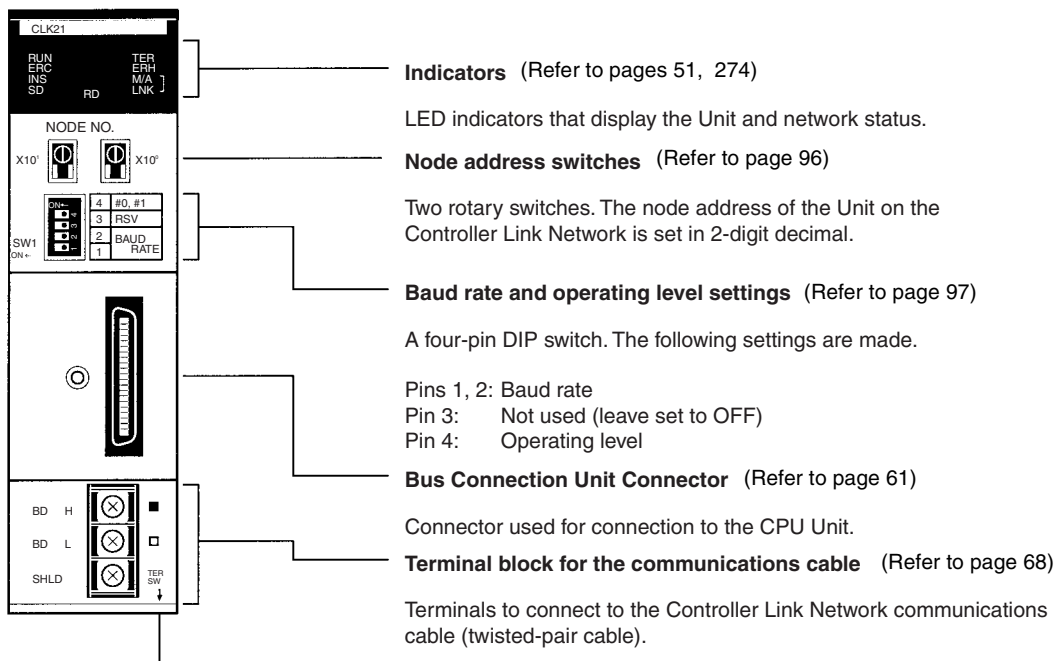 CLK21
RUN TER
ERC ERH
INS M/A
SD RD LNK
NODE NO.
X10¹ X10⁰
ON←
4 3 2 1
4 #0, #1
3 RSV
2 BAUD
1 RATE
SW1
ON ←
BD H
BD L
SHLD
TER
SW
Indicators (Refer to pages 51, 274)
LED indicators that display the Unit and network status.
Node address switches (Refer to page 96)
Two rotary switches. The node address of the Unit on the
Controller Link Network is set in 2-digit decimal.
Baud rate and operating level settings (Refer to page 97)
A four-pin DIP switch. The following settings are made.
Pins 1, 2: Baud rate
Pin 3: Not used (leave set to OFF)
Pin 4: Operating level
Bus Connection Unit Connector (Refer to page 61)
Connector used for connection to the CPU Unit.
Terminal block for the communications cable (Refer to page 68)
Terminals to connect to the Controller Link Network communications
cable (twisted-pair cable).